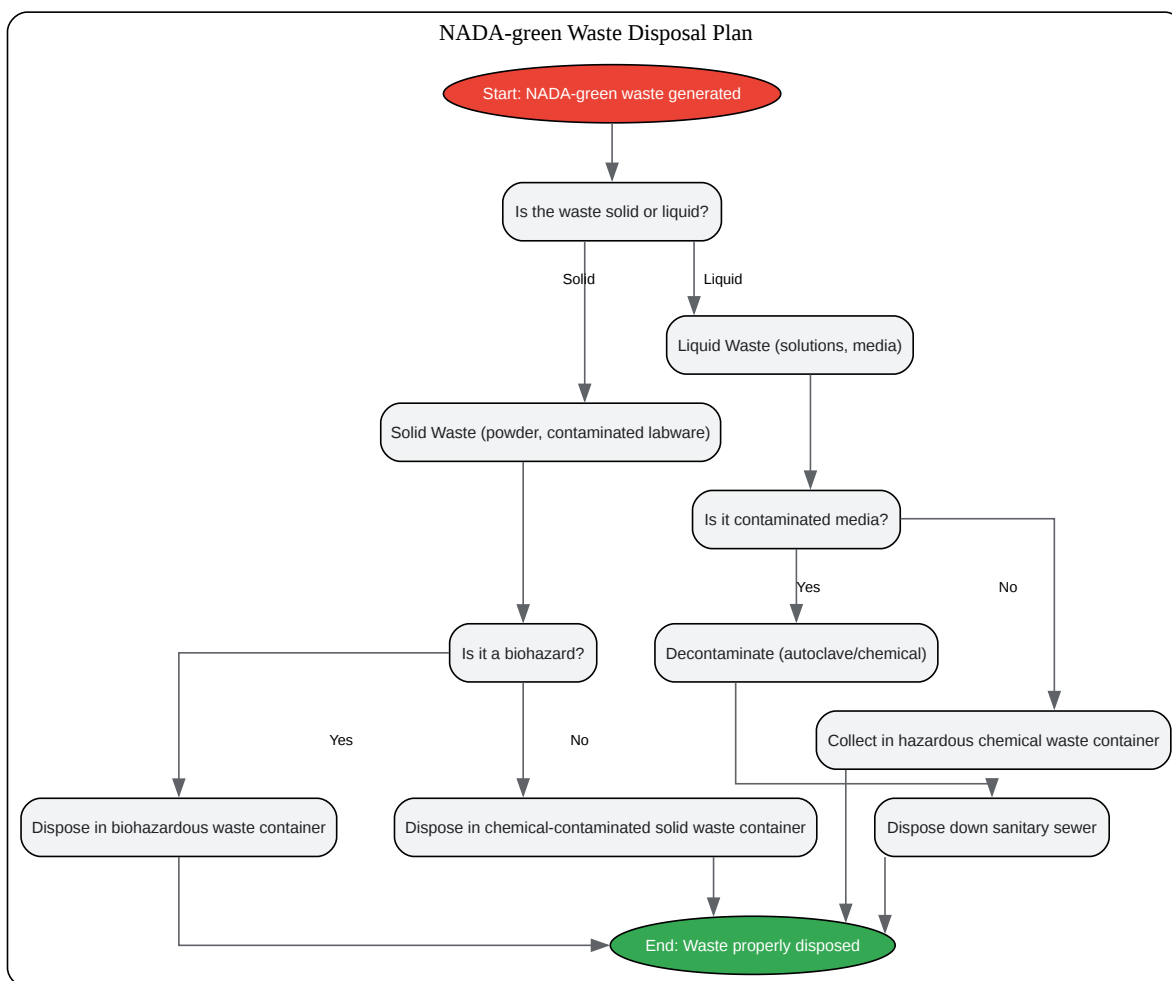 NADA-green Waste Disposal Plan
Start: NADA-green waste generated
Is the waste solid or liquid?
Solid
Liquid
Liquid Waste (solutions, media)
Solid Waste (powder, contaminated labware)
Is it contaminated media?
Yes
No
Is it a biohazard?
Decontaminate (autoclave/chemical)
Yes
No
Collect in hazardous chemical waste container
Dispose in biohazardous waste container
Dispose in chemical-contaminated solid waste container
Dispose down sanitary sewer
End: Waste properly disposed